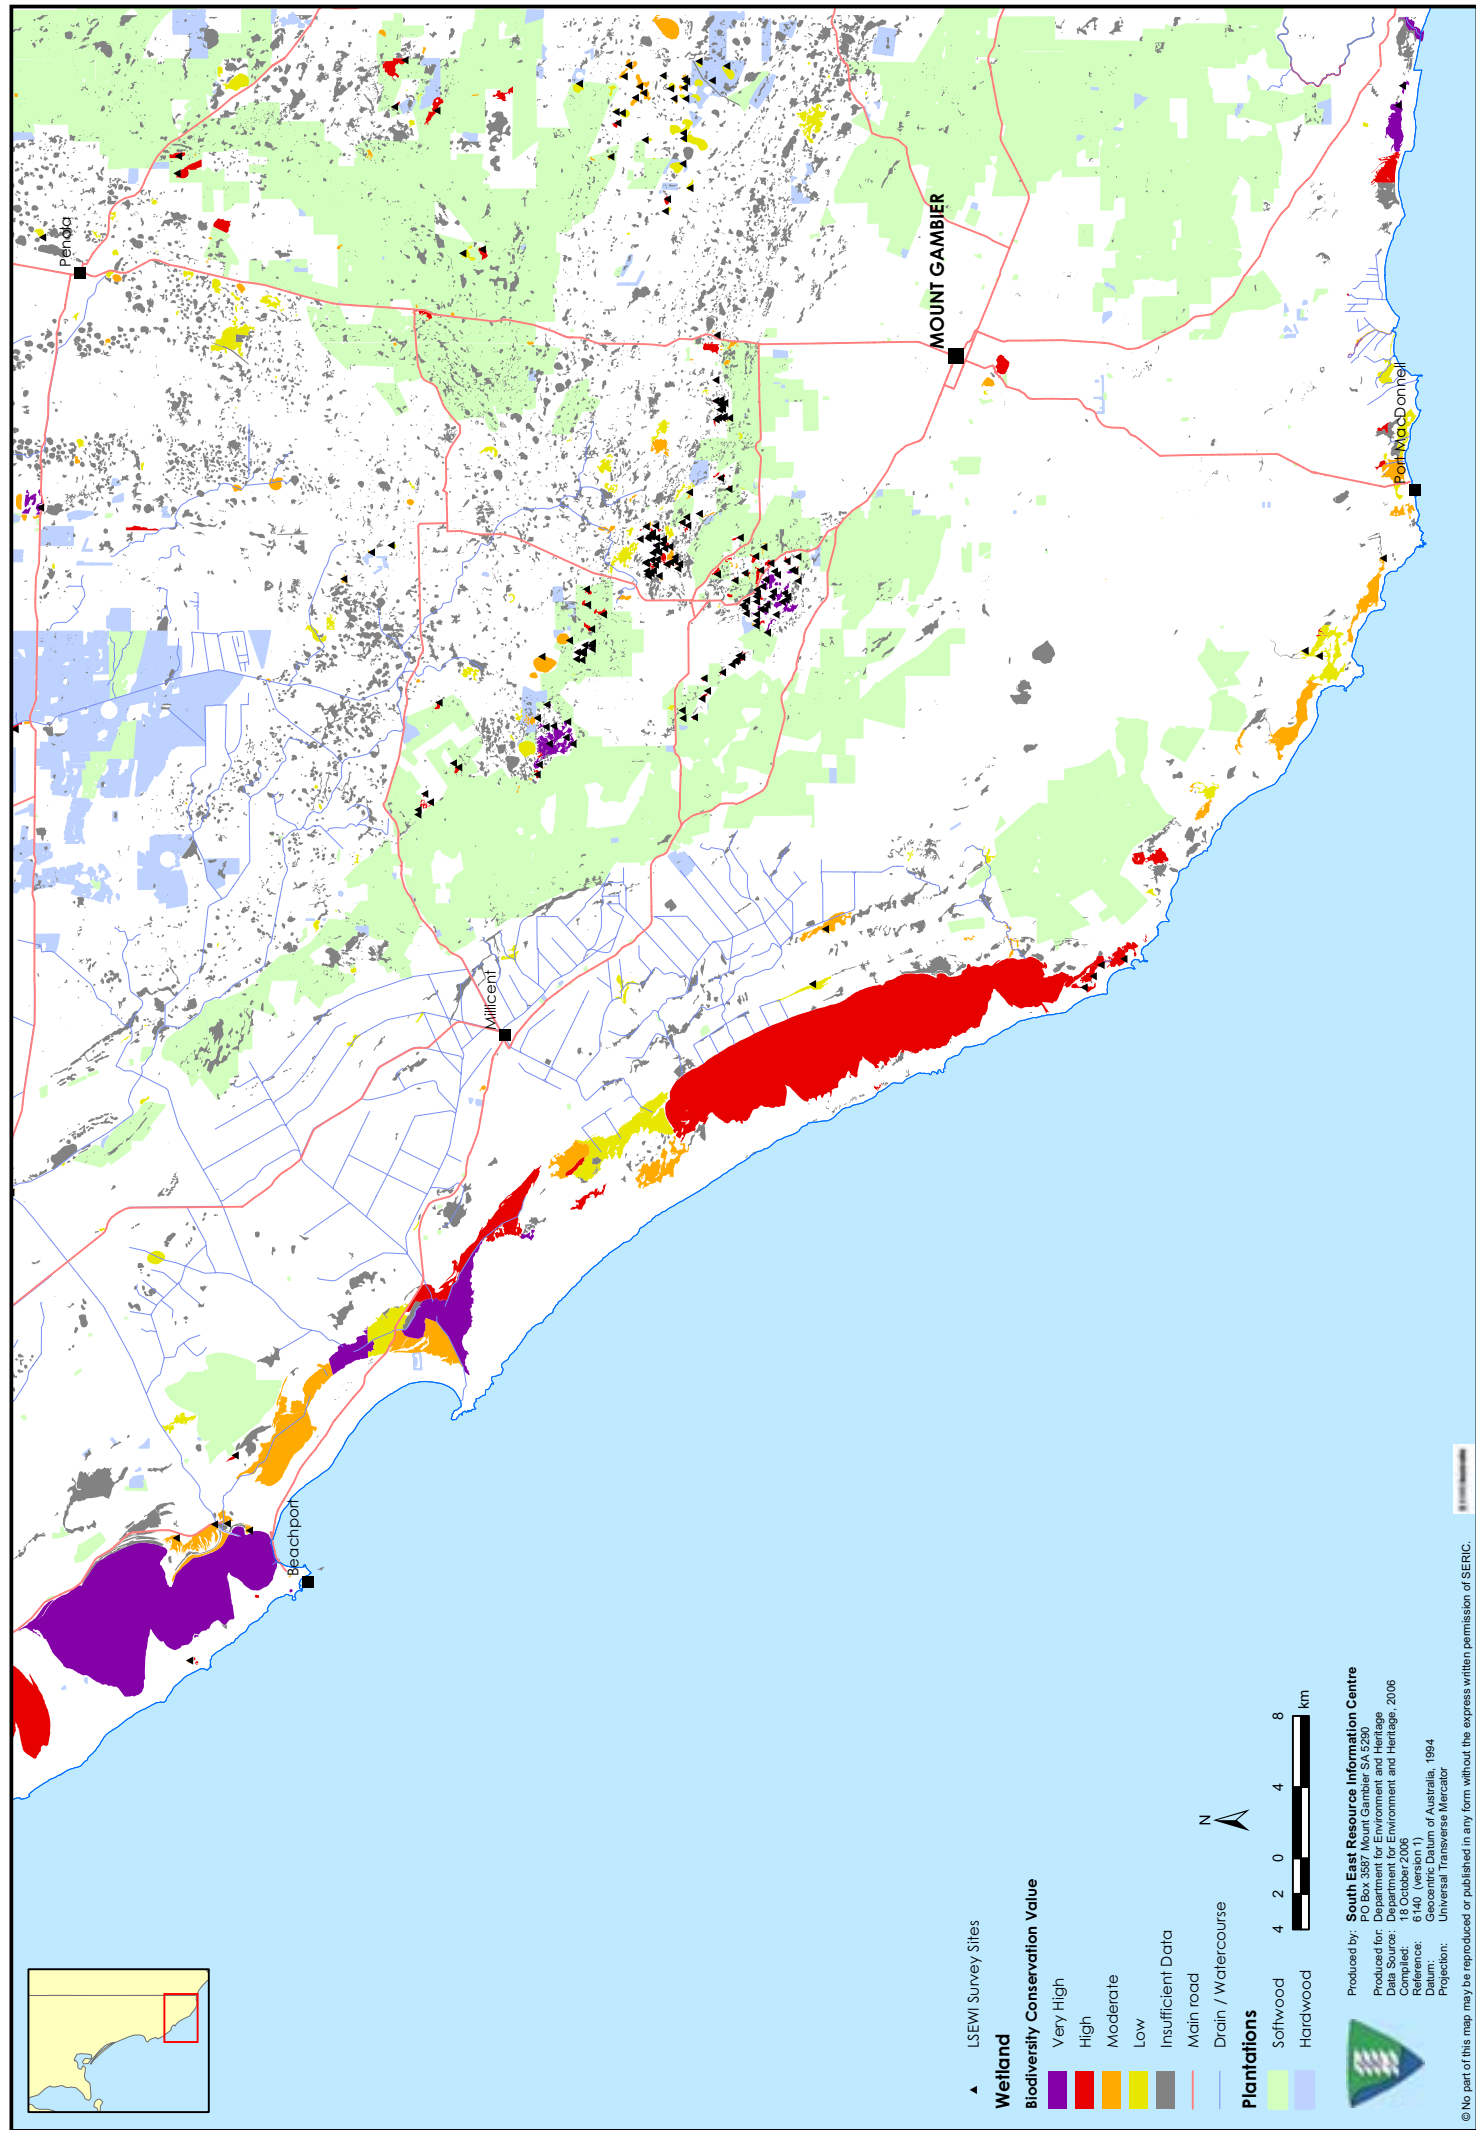 Penola
MOUNT GAMBIER
Port MacDonnell
Millicent
Beachport
LSEWI Survey Sites
Wetland
Biodiversity Conservation Value
Very High
High
Moderate
Low
Insufficient Data
Main road
Drain / Watercourse
Plantations
Softwood
Hardwood
N
4 2 0 4 8
km
Produced by: South East Resource Information Centre
PO Box 3587 Mount Gambier SA 5290
Produced for: Department for Environment and Heritage
Data Source: Department for Environment and Heritage, 2006
Compiled: 18 October 2006
Reference: 6140 (version 1)
Datum: Geocentric Datum of Australia, 1994
Projection: Universal Transverse Mercator
© No part of this map may be reproduced or published in any form without the express written permission of SERIC.